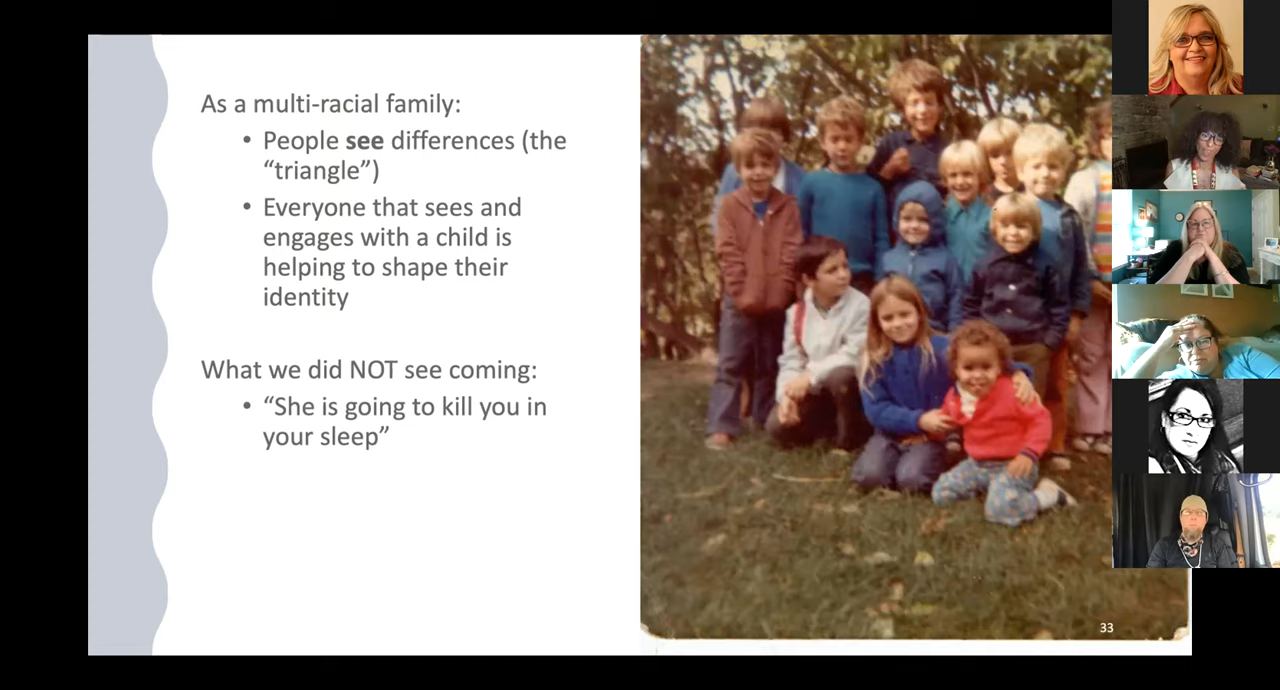 As a multi-racial family:
• People see differences (the
“triangle”)
• Everyone that sees and
engages with a child is
helping to shape their
identity
What we did NOT see coming:
• “She is going to kill you in
your sleep”
33